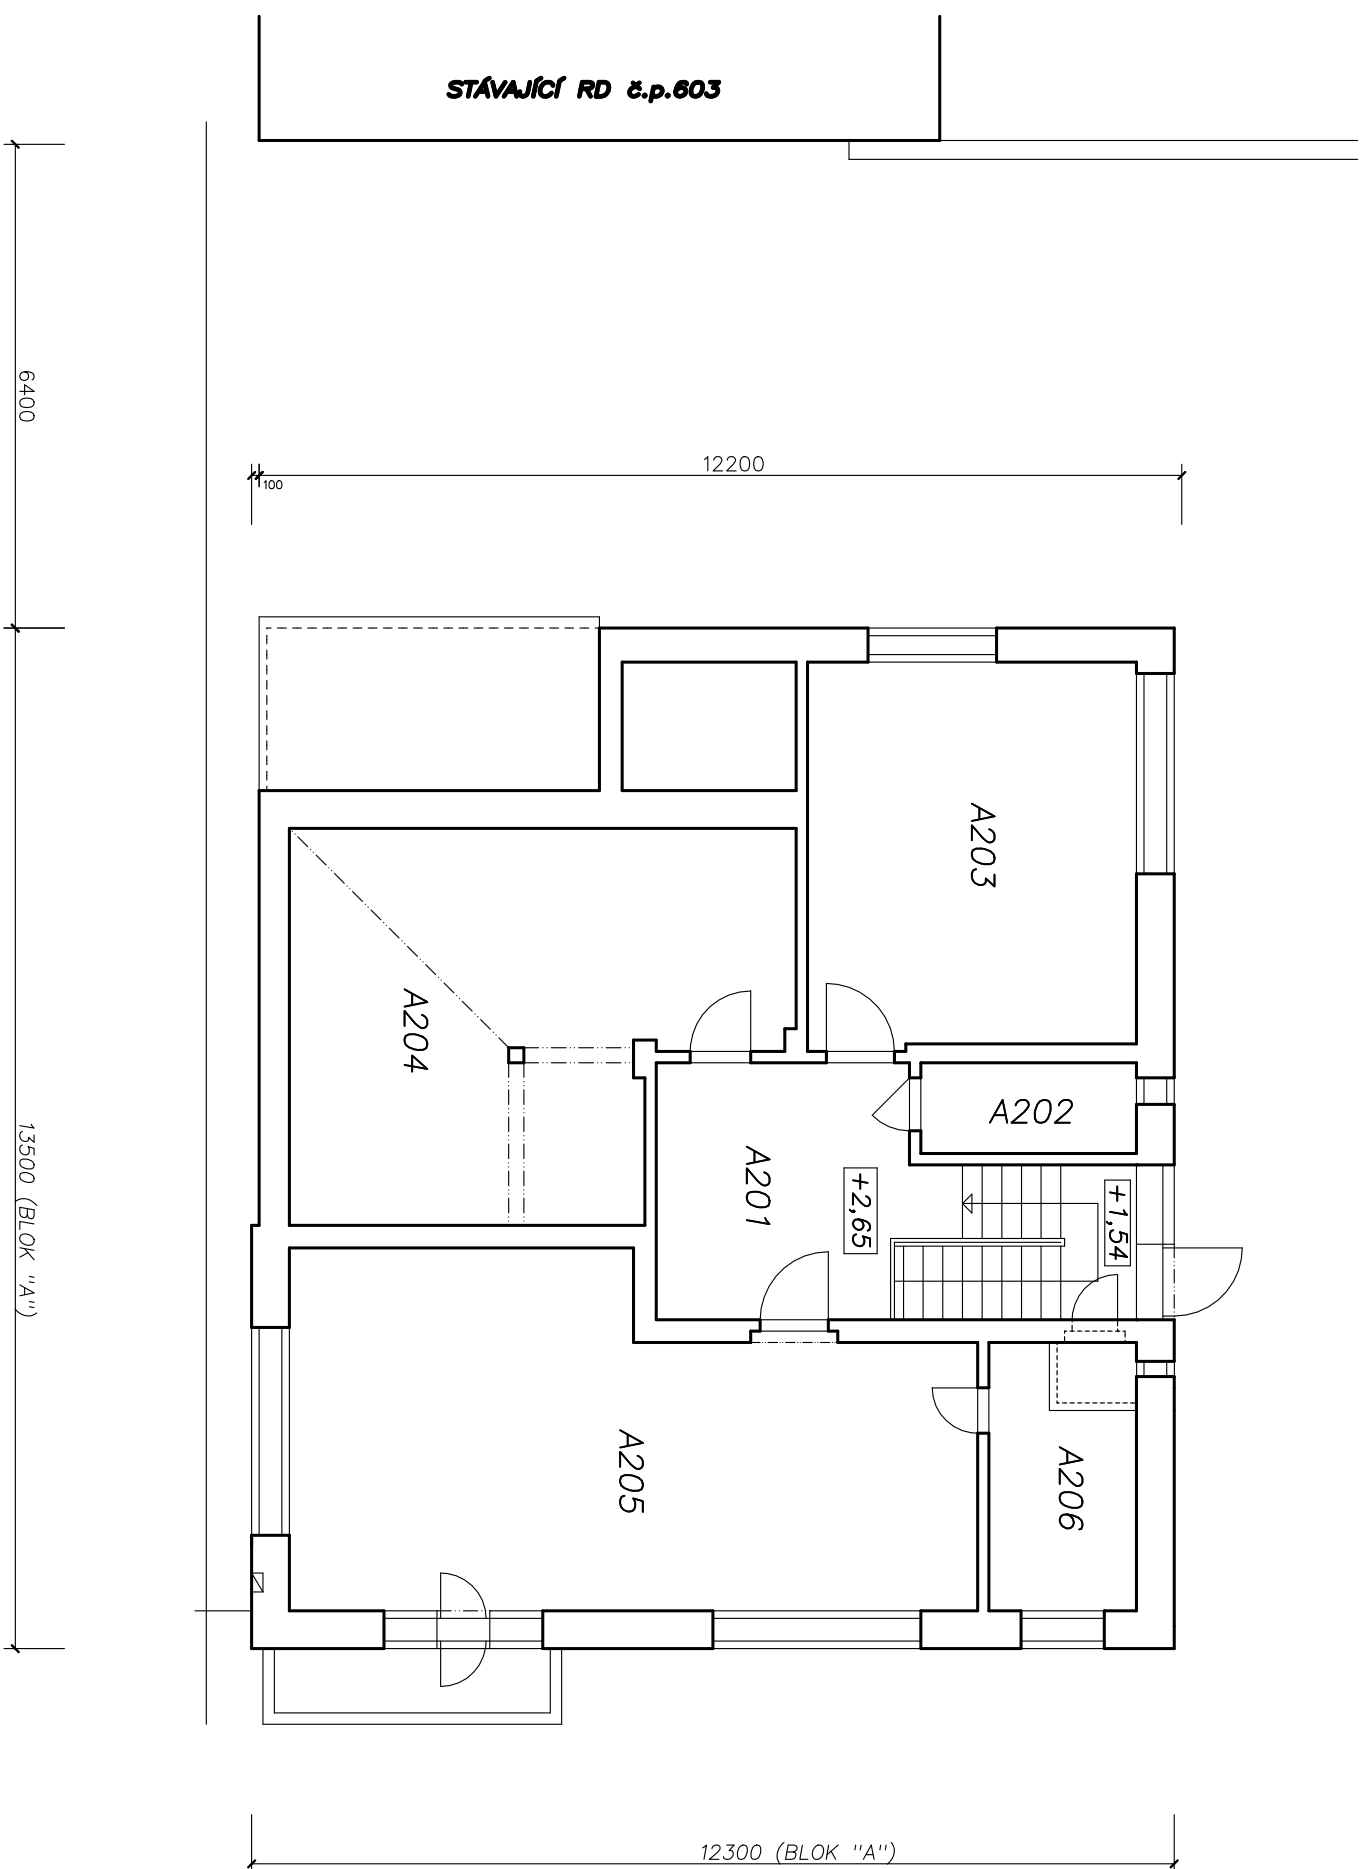 STÁVAJÍCÍ RD č.p.603
6400
12200
100
A203
A204
A202
A201
+2,65
+1,54
13500 (BLOK "A")
A205
A206
12300 (BLOK "A")